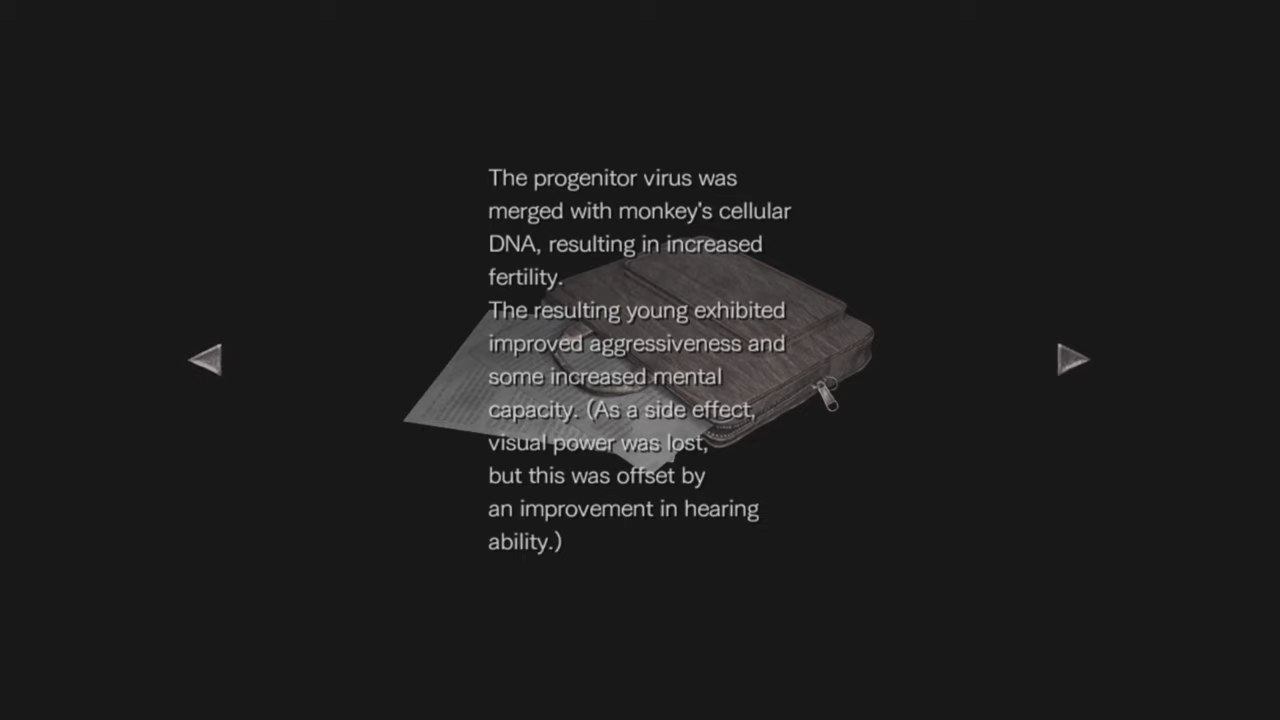 The progenitor virus was
merged with monkey's cellular
DNA, resulting in increased
fertility.
The resulting young exhibited
improved aggressiveness and
some increased mental
capacity. (As a side effect,
visual power was lost,
but this was offset by
an improvement in hearing
ability.)